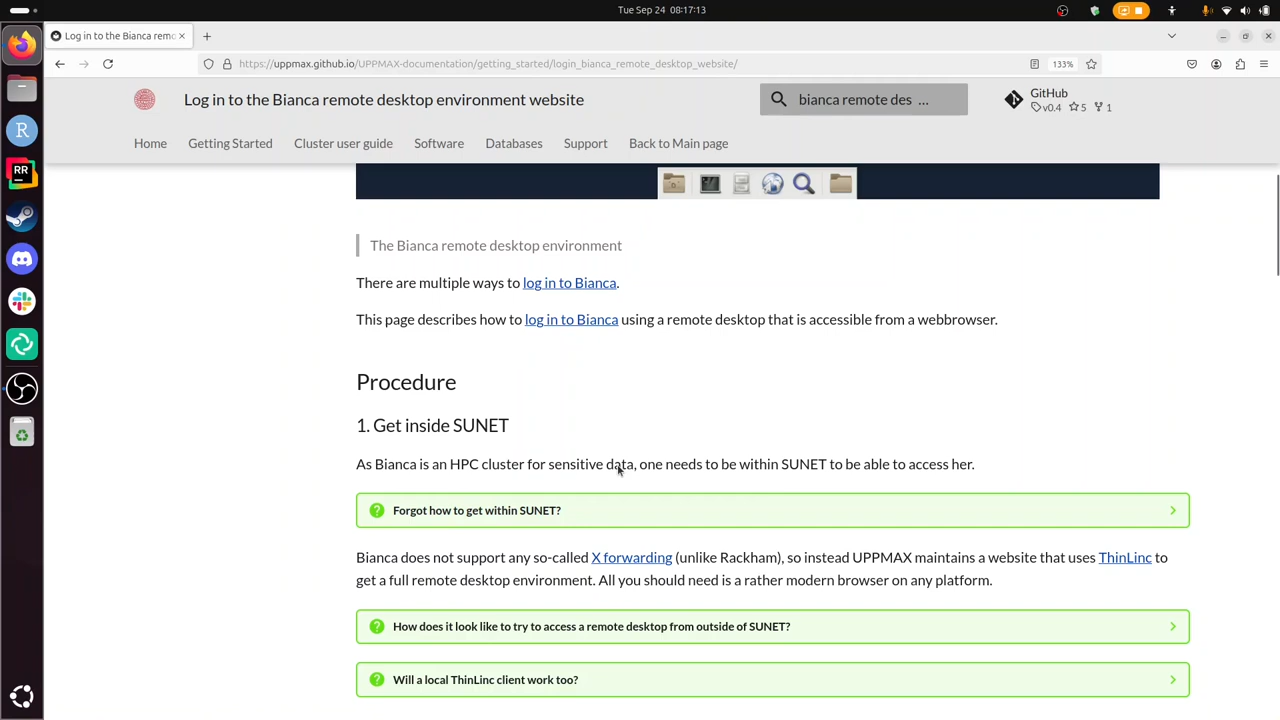 Tue Sep 24 08:17:13
Log in to the Bianca remo
https://uppmax.github.io/UPPMAX-documentation/getting_started/login_bianca_remote_desktop_website/
133%
Log in to the Bianca remote desktop environment website
bianca remote des ...
GitHub
v0.4 5 1
Home Getting Started Cluster user guide Software Databases Support Back to Main page
The Bianca remote desktop environment
There are multiple ways to log in to Bianca.
This page describes how to log in to Bianca using a remote desktop that is accessible from a webbrowser.
Procedure
1. Get inside SUNET
As Bianca is an HPC cluster for sensitive data, one needs to be within SUNET to be able to access her.
Forgot how to get within SUNET?
Bianca does not support any so-called X forwarding (unlike Rackham), so instead UPPMAX maintains a website that uses ThinLinc to
get a full remote desktop environment. All you should need is a rather modern browser on any platform.
How does it look like to try to access a remote desktop from outside of SUNET?
Will a local ThinLinc client work too?
R
RR